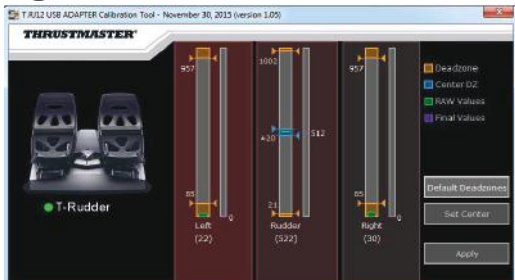 T.RJ12 USB ADAPTER Calibration Tool - November 30, 2015 (version 1.05)
THRUSTMASTER
T-Rudder
957
85
0
Left
(22)
1002
±20
512
21
Rudder
(522)
957
85
0
Right
(30)
Deadzone
Center DZ
RAW Values
Final Values
Default Deadzones
Set Center
Apply